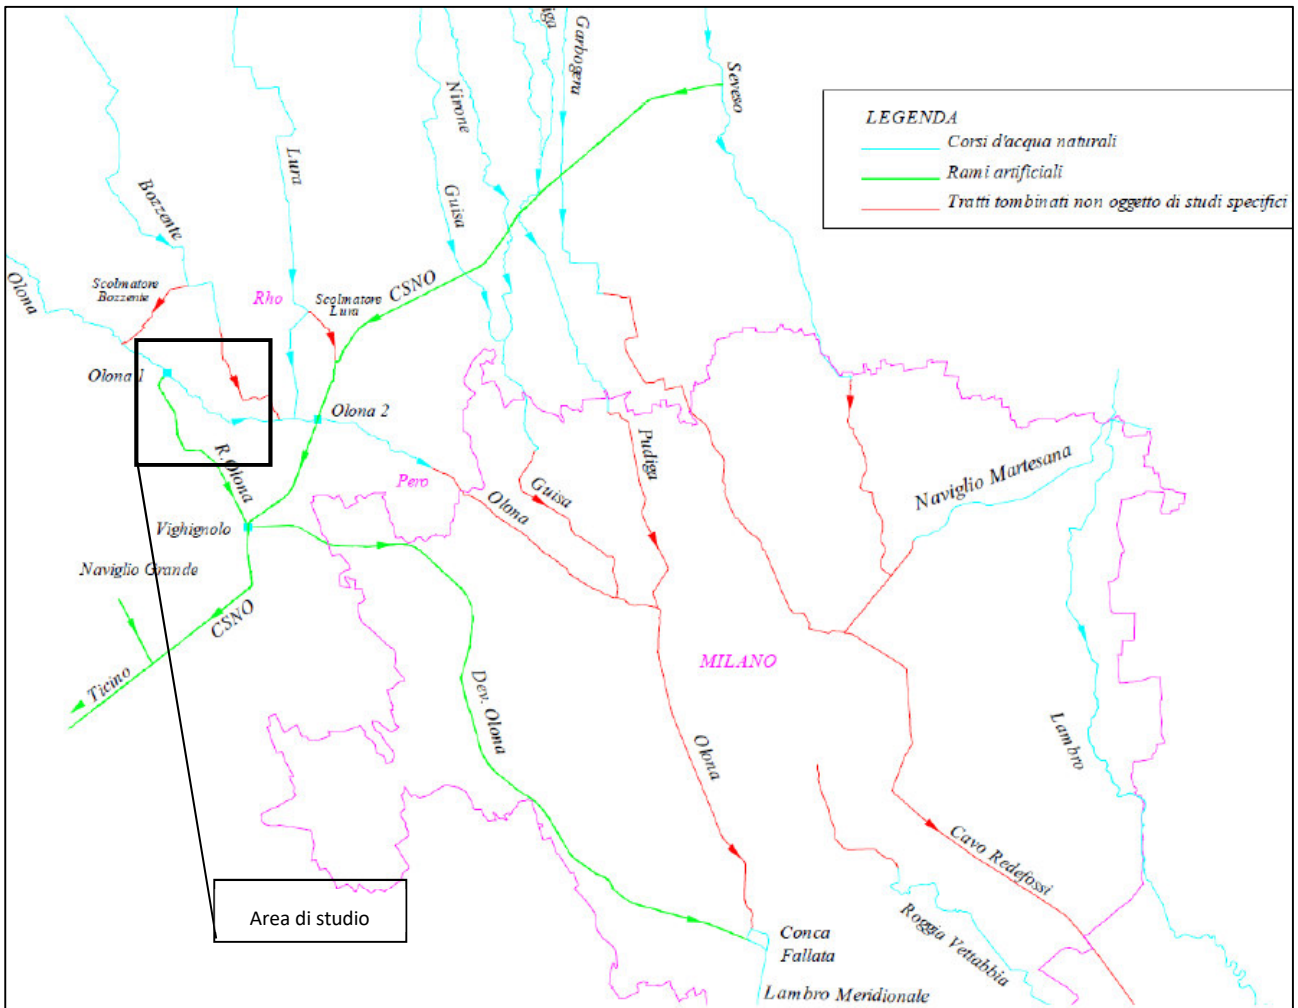 Garbogera
Seveso
Nirone
Lura
Guisa
Bozzente
Olona
LEGENDA
Corsi d'acqua naturali
Rami artificiali
Tratti tombinati non oggetto di studi specifici
Scolmatore
Bozzente
Rho
Scolmatore
Lura
CSNO
Olona 1
Olona 2
R. Olona
Pero
Olona
Guisa
Pudiga
Naviglio Martesana
Vighignolo
Naviglio Grande
CSNO
Ticino
MILANO
Dev. Olona
Olona
Lambro
Cavo Redefossi
Roggia Vettabbia
Area di studio
Conca
Fallata
Lambro Meridionale